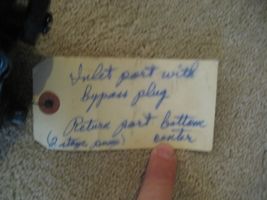 Inlet port with
bypass plug
Return port bottom
(2 stage pump) center